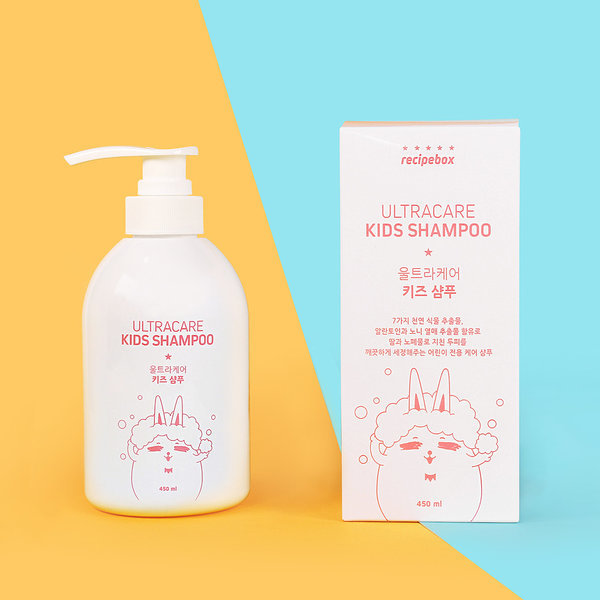 ULTRACARE
KIDS SHAMPOO
울트라케어
키즈 샴푸
450 ml
recipebox
ULTRACARE
KIDS SHAMPOO
울트라케어
키즈 샴푸
7가지 천연 식물 추출물,
알란토인과 노니 열매 추출물 함유로
땀과 노폐물로 지친 두피를
깨끗하게 세정해주는 어린이 전용 케어 샴푸
450 ml